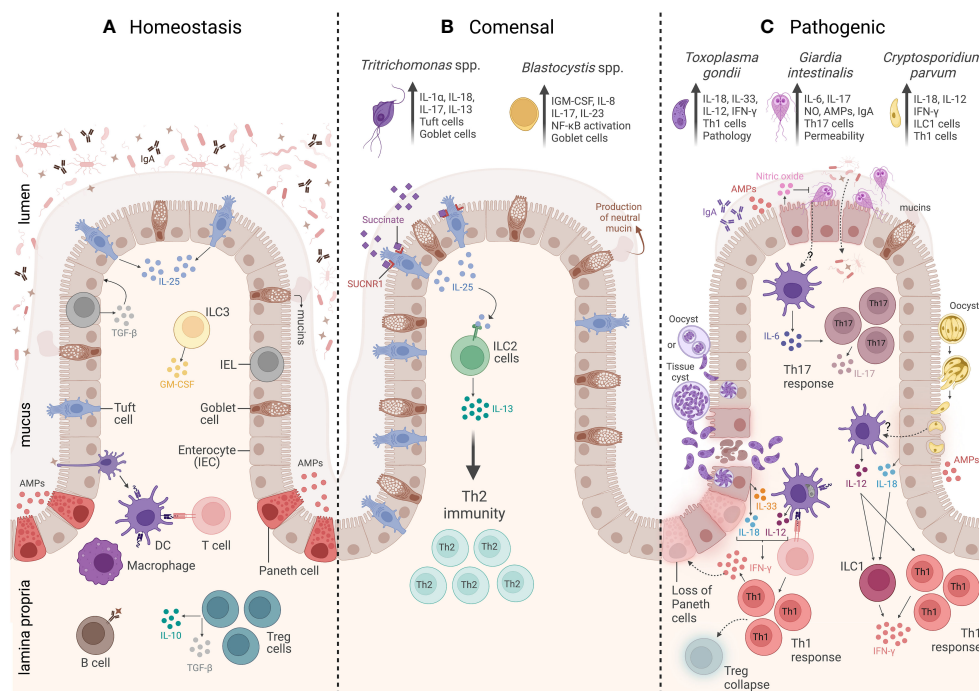 A Homeostasis
lumen
mucus
lamina propria
IgA
IL-25
TGF-β
ILC3
GM-CSF
mucins
IEL
Tuft
cell
Goblet
cell
Enterocyte
(IEC)
AMPs
AMPs
DC
T cell
Macrophage
Paneth cell
B cell
IL-10
TGF-β
Treg
cells
B Comensal
Tritrichomonas spp.
IL-1α, IL-18,
IL-17, IL-13
Tuft cells
Goblet cells
Blastocystis spp.
IGM-CSF, IL-8
IL-17, IL-23
NF-κB activation
Goblet cells
Succinate
SUCNR1
IL-25
Production
of neutral
mucin
ILC2
cells
IL-13
Th2
immunity
Th2
Th2
Th2
Th2
Th2
C Pathogenic
Toxoplasma
gondii
IL-18, IL-33,
IL-12, IFN-γ
Th1 cells
Pathology
Giardia
intestinalis
IL-6, IL-17
NO, AMPs, IgA
Th17 cells
Permeability
Cryptosporidium
parvum
IL-18, IL-12
IFN-γ
ILC1 cells
Th1 cells
Nitric oxide
AMPs
IgA
IgA
mucins
?
IL-6
Th17
Th17
Th17
IL-17
Th17
response
Oocyst
or
Tissue
cyst
Oocyst
?
IL-12
IL-18
AMPs
IL-33
IL-18
IL-12
IFN-γ
Loss of
Paneth
cells
Th1
Th1
Th1
Th1
response
Treg
collapse
ILC1
IFN-γ
Th1
Th1
Th1
Th1
response